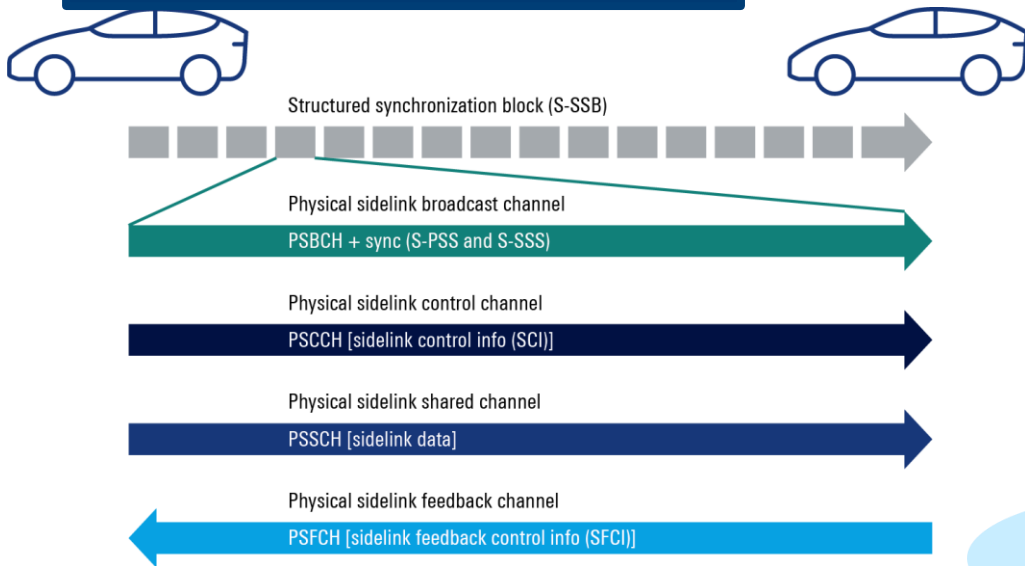 Structured synchronization block (S-SSB)
Physical sidelink broadcast channel
PSBCH + sync (S-PSS and S-SSS)
Physical sidelink control channel
PSCCH [sidelink control info (SCI)]
Physical sidelink shared channel
PSSCH [sidelink data]
Physical sidelink feedback channel
PSFCH [sidelink feedback control info (SFCI)]